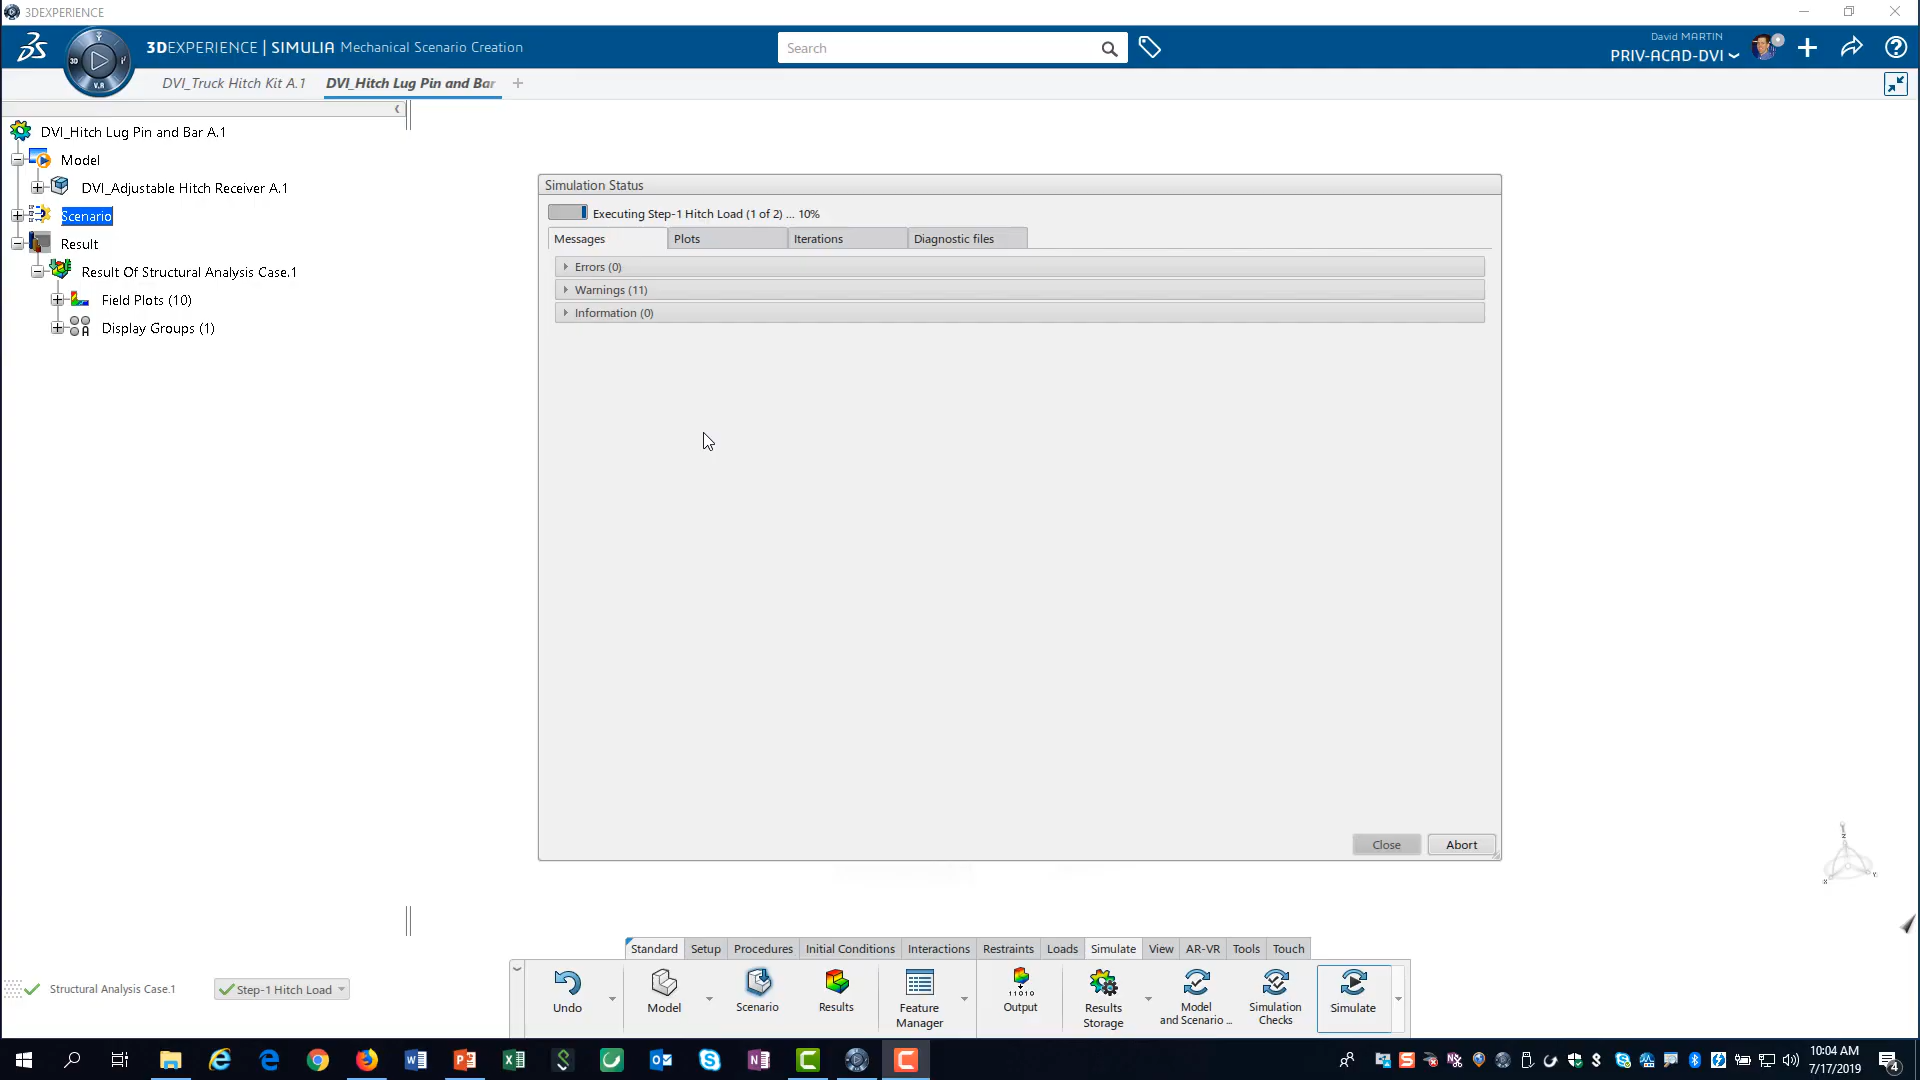 3DEXPERIENCE
3DEXPERIENCE | SIMULIA Mechanical Scenario Creation
Search
David MARTIN
PRIV-ACAD-DVI
3D
V.R
DVI_Truck Hitch Kit A.1
DVI_Hitch Lug Pin and Bar
DVI_Hitch Lug Pin and Bar A.1
Model
DVI_Adjustable Hitch Receiver A.1
Scenario
Result
Result Of Structural Analysis Case.1
Field Plots (10)
Display Groups (1)
Simulation Status
Executing Step-1 Hitch Load (1 of 2) ... 10%
Messages
Plots
Iterations
Diagnostic files
Errors (0)
Warnings (11)
Information (0)
Close
Abort
Structural Analysis Case.1
Step-1 Hitch Load
Standard
Setup
Procedures
Initial Conditions
Interactions
Restraints
Loads
Simulate
View
AR-VR
Tools
Touch
Undo
Model
Scenario
Results
Feature
Manager
11010
Output
Results
Storage
Model
and Scenario ...
Simulation
Checks
Simulate
10:04 AM
7/17/2019
4